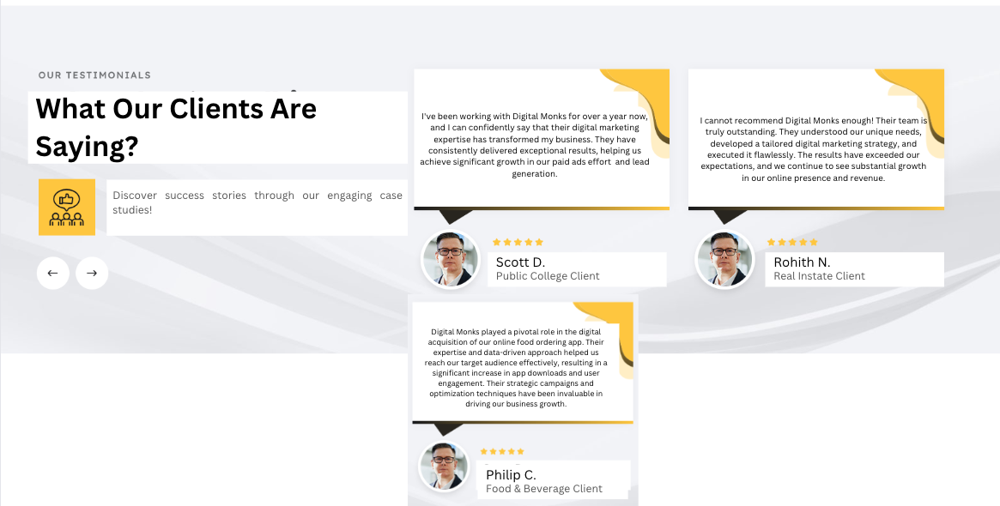 OUR TESTIMONIALS
What Our Clients Are
Saying?
Discover success stories through our engaging case
studies!
I've been working with Digital Monks for over a year now,
and I can confidently say that their digital marketing
expertise has transformed my business. They have
consistently delivered exceptional results, helping us
achieve significant growth in our paid ads effort and lead
generation.
Scott D.
Public College Client
I cannot recommend Digital Monks enough! Their team is
truly outstanding. They understood our unique needs,
developed a tailored digital marketing strategy, and
executed it flawlessly. The results have exceeded our
expectations, and we continue to see substantial growth
in our online presence and revenue.
Rohith N.
Real Instate Client
Digital Monks played a pivotal role in the digital
acquisition of our online food ordering app. Their
expertise and data-driven approach helped us
reach our target audience effectively, resulting in a
significant increase in app downloads and user
engagement. Their strategic campaigns and
optimization techniques have been invaluable in
driving our business growth.
Philip C.
Food & Beverage Client